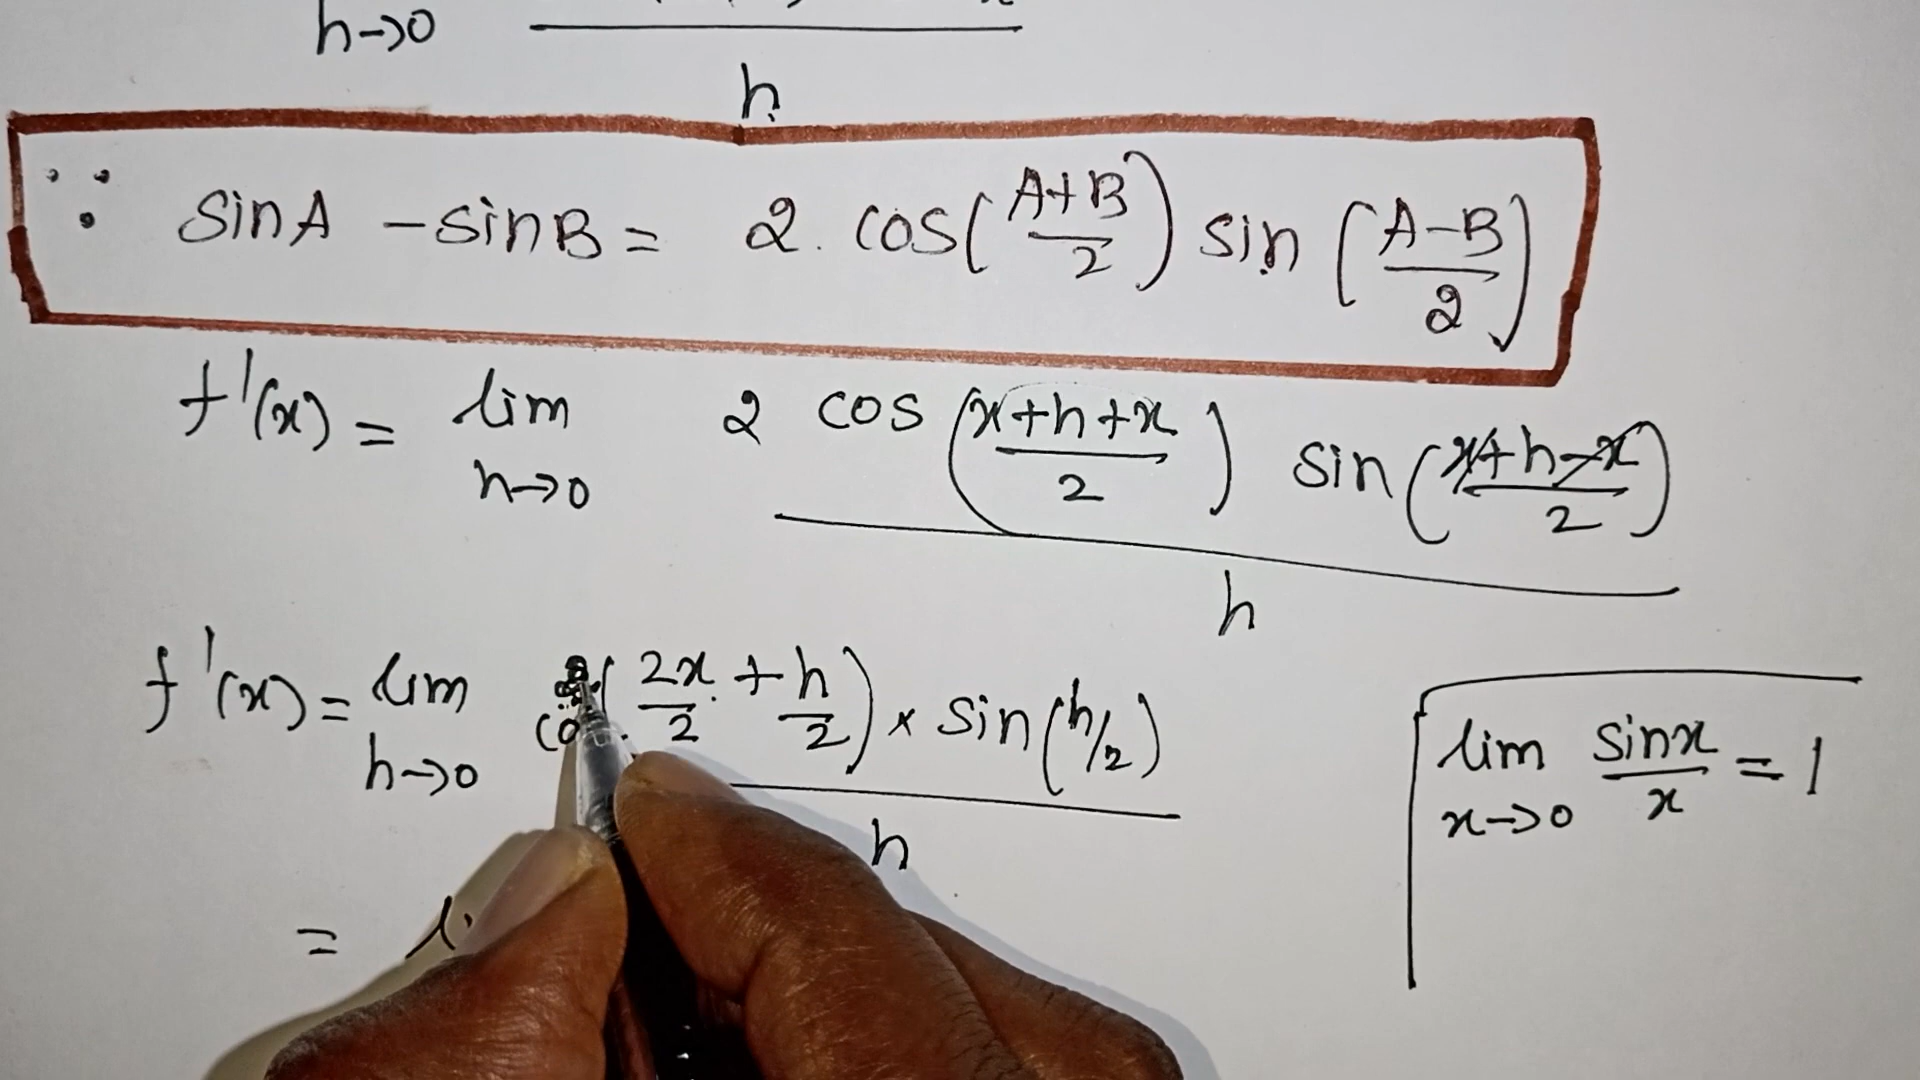 h→0
h
∵ sinA - sinB = 2. cos(A+B/2) sin (A-B/2)
f'(x) = lim h→0 2 cos (x+h+x/2) sin (x+h-x/2)
h
f'(x) = lim h→0 (2x/2 + h/2) × sin(h/2)
h
lim x→0 sinx/x = 1
=